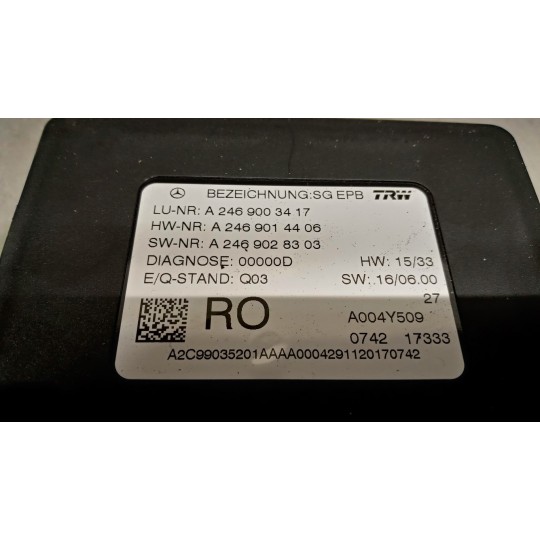 BEZEICHNUNG:SG EPB TRW
LU-NR: A 246 900 34 17
HW-NR: A 246 901 44 06
SW-NR: A 246 902 83 03
DIAGNOSE: 00000D HW: 15/33
E/Q-STAND: Q03 SW: 16/06.00
27
RO A004Y509
0742 17333
A2C99035201AAAA0004291120170742